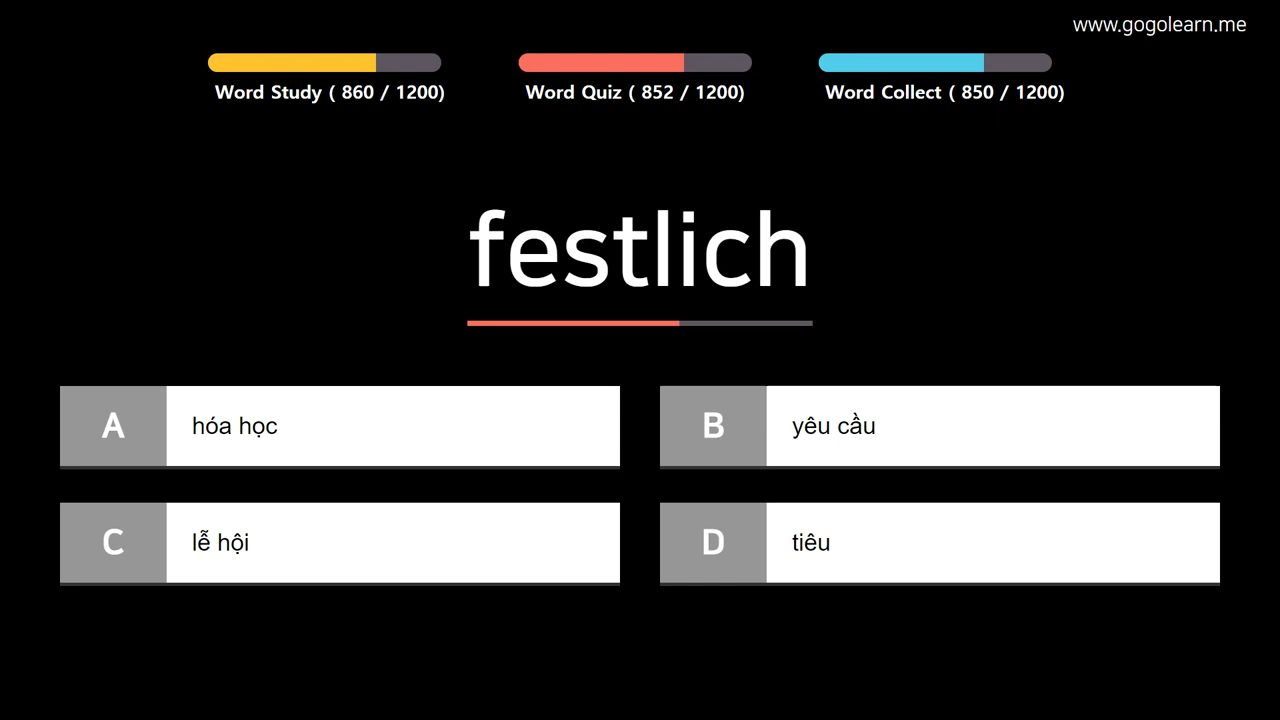 www.gogolearn.me
Word Study ( 860 / 1200)
Word Quiz ( 852 / 1200)
Word Collect ( 850 / 1200)
festlich
A hóa học
B yêu cầu
C lễ hội
D tiêu